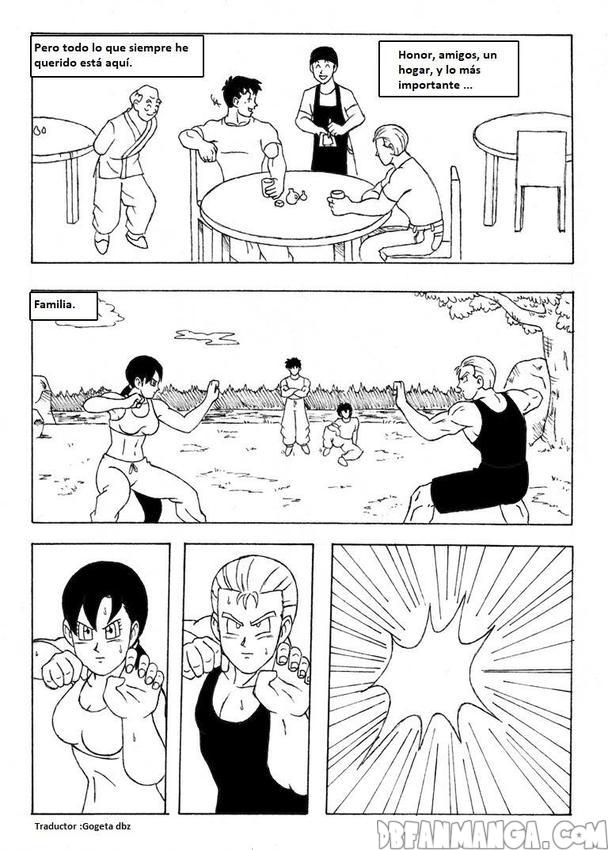 Pero todo lo que siempre he
querido está aquí.
Honor, amigos, un
hogar, y lo más
importante ...
Familia.
Traductor :Gogeta dbz
DBFANMANGA.COM